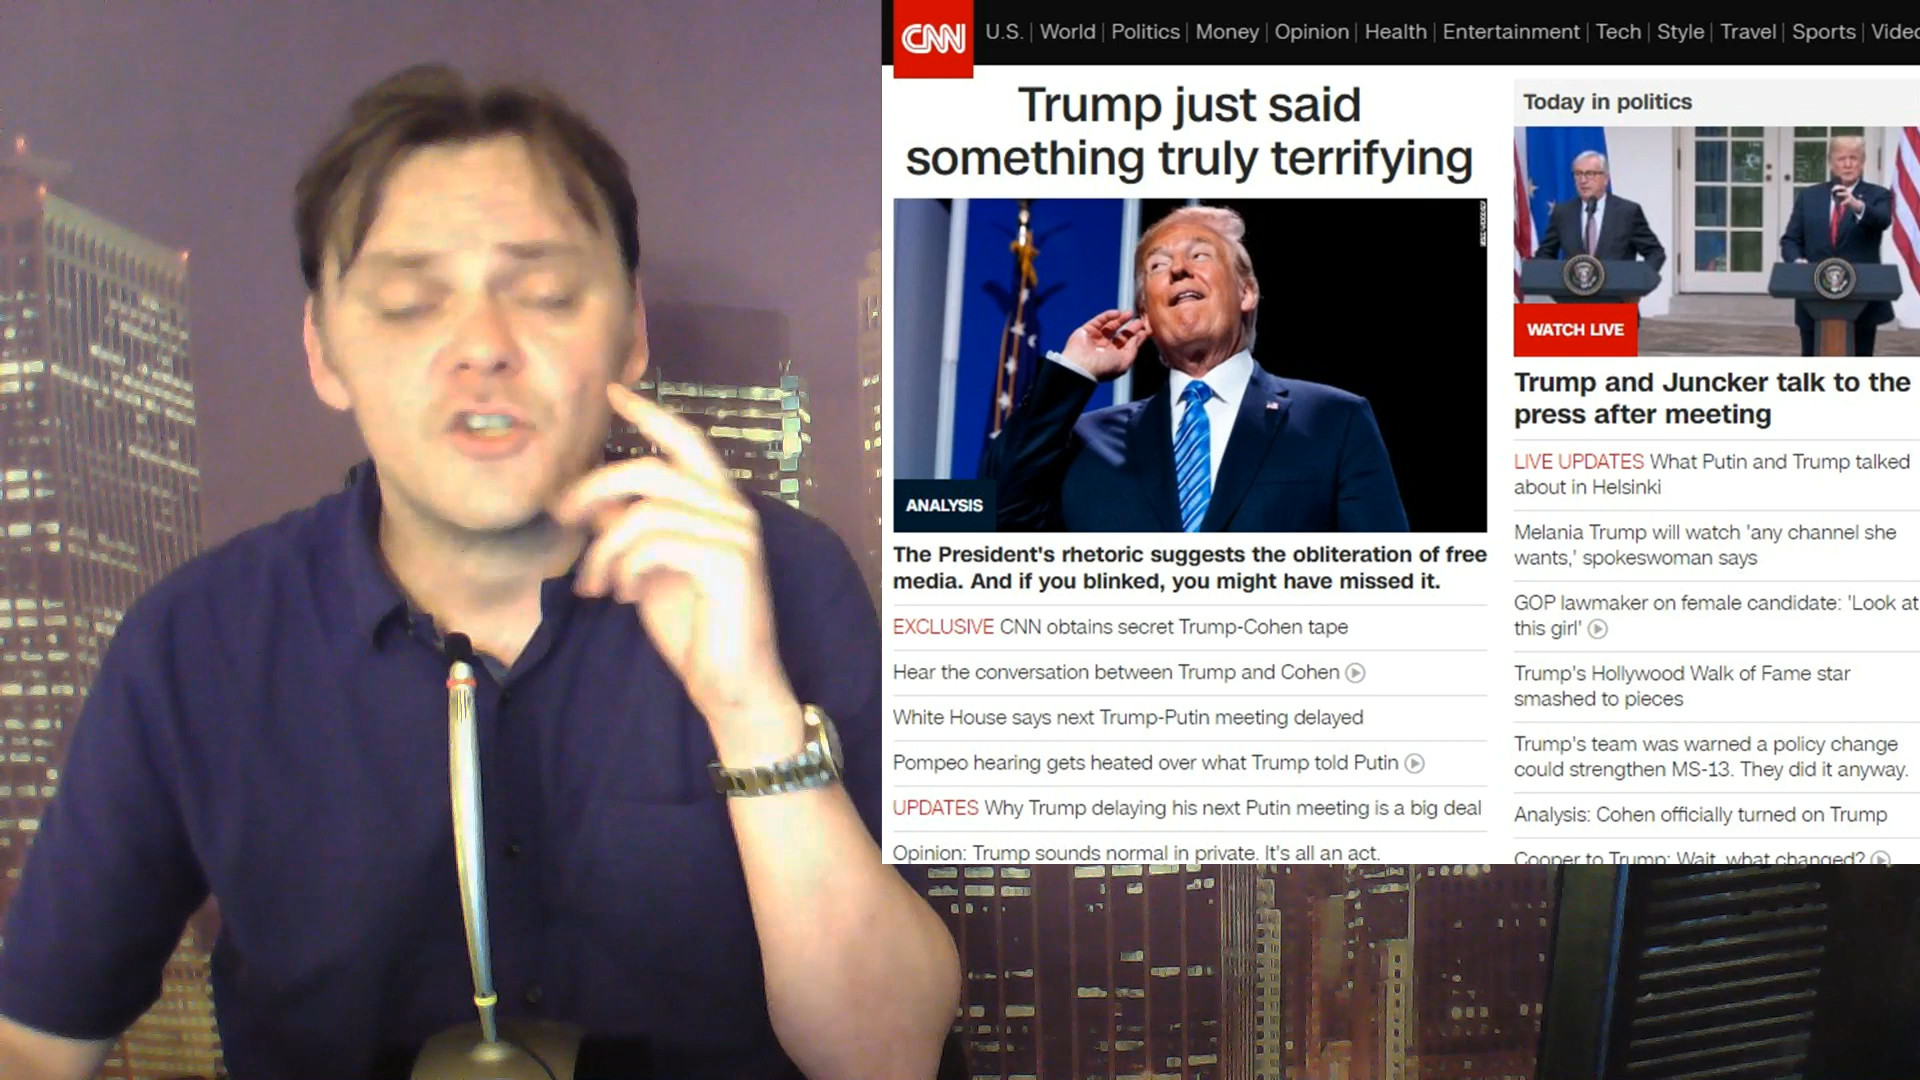 CNN
U.S. | World | Politics | Money | Opinion | Health | Entertainment | Tech | Style | Travel | Sports | Video
Trump just said
something truly terrifying
ANALYSIS
The President's rhetoric suggests the obliteration of free
media. And if you blinked, you might have missed it.
EXCLUSIVE CNN obtains secret Trump-Cohen tape
Hear the conversation between Trump and Cohen
White House says next Trump-Putin meeting delayed
Pompeo hearing gets heated over what Trump told Putin
UPDATES Why Trump delaying his next Putin meeting is a big deal
Opinion: Trump sounds normal in private. It's all an act.
Today in politics
WATCH LIVE
Trump and Juncker talk to the
press after meeting
LIVE UPDATES What Putin and Trump talked
about in Helsinki
Melania Trump will watch 'any channel she
wants,' spokeswoman says
GOP lawmaker on female candidate: 'Look at
this girl'
Trump's Hollywood Walk of Fame star
smashed to pieces
Trump's team was warned a policy change
could strengthen MS-13. They did it anyway.
Analysis: Cohen officially turned on Trump
Cooper to Trump: Wait, what changed?